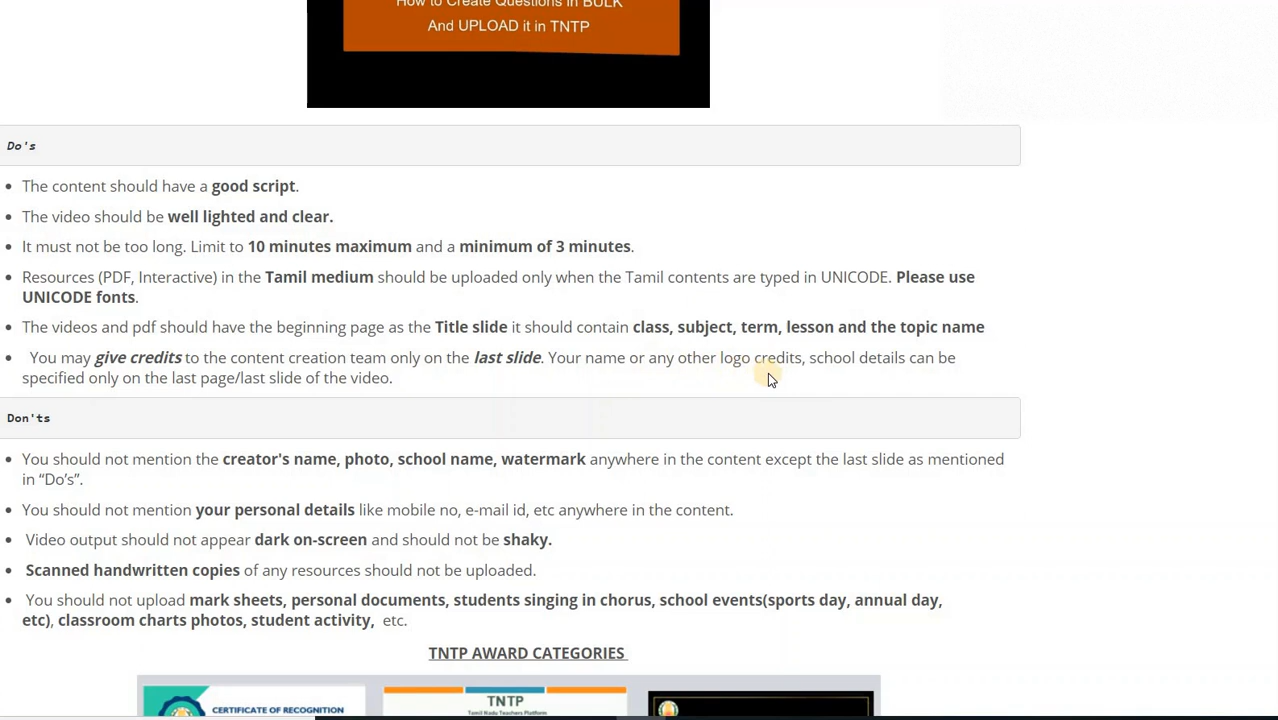 How to Create Questions in BULK
And UPLOAD it in TNTP
Do's
• The content should have a good script.
• The video should be well lighted and clear.
• It must not be too long. Limit to 10 minutes maximum and a minimum of 3 minutes.
• Resources (PDF, Interactive) in the Tamil medium should be uploaded only when the Tamil contents are typed in UNICODE. Please use
UNICODE fonts.
• The videos and pdf should have the beginning page as the Title slide it should contain class, subject, term, lesson and the topic name
• You may give credits to the content creation team only on the last slide. Your name or any other logo credits, school details can be
specified only on the last page/last slide of the video.
Don'ts
• You should not mention the creator's name, photo, school name, watermark anywhere in the content except the last slide as mentioned
in “Do’s”.
• You should not mention your personal details like mobile no, e-mail id, etc anywhere in the content.
• Video output should not appear dark on-screen and should not be shaky.
• Scanned handwritten copies of any resources should not be uploaded.
• You should not upload mark sheets, personal documents, students singing in chorus, school events(sports day, annual day,
etc), classroom charts photos, student activity, etc.
TNTP AWARD CATEGORIES
CERTIFICATE OF RECOGNITION
TNTP
Tamil Nadu Teachers Platform